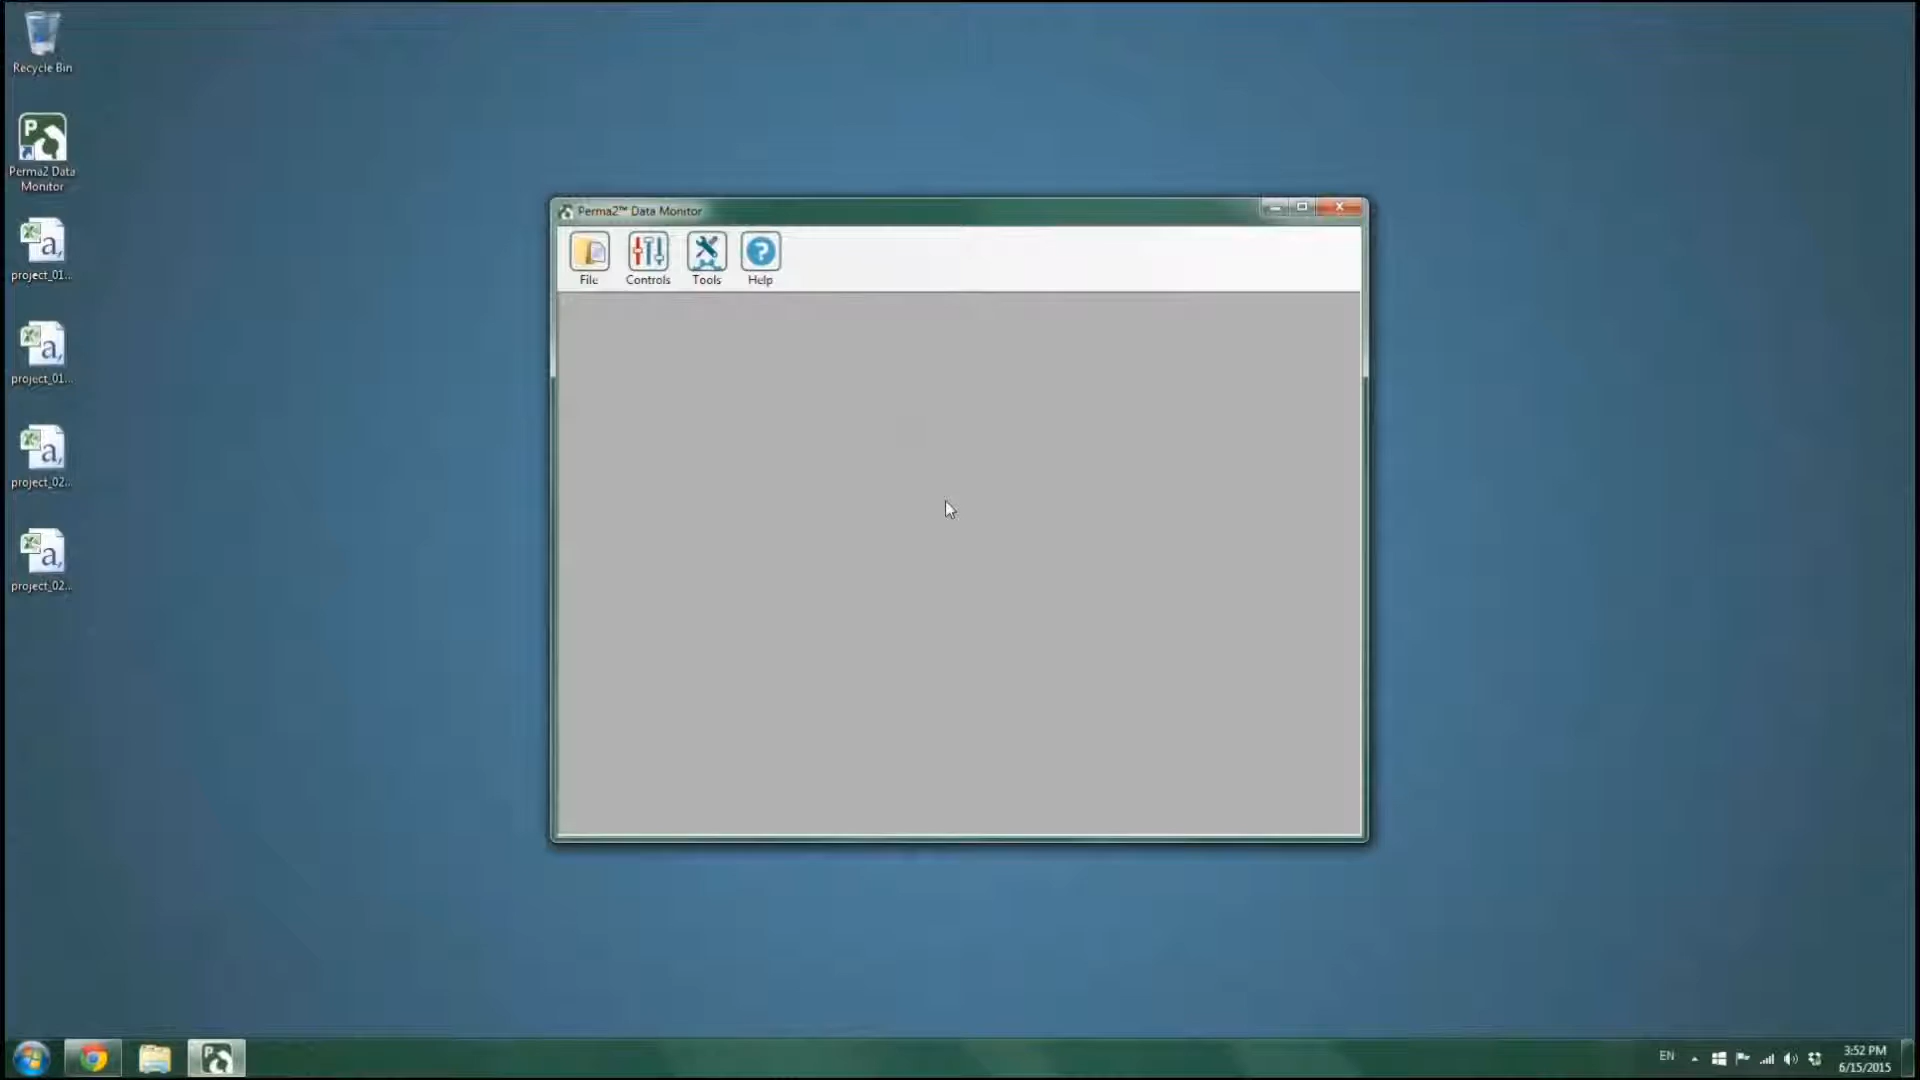 Recycle Bin
Perma2 Data
Monitor
project_01...
project_01...
project_02...
project_02...
Perma2™ Data Monitor
File
Controls
Tools
Help
EN
3:52 PM
6/15/2015